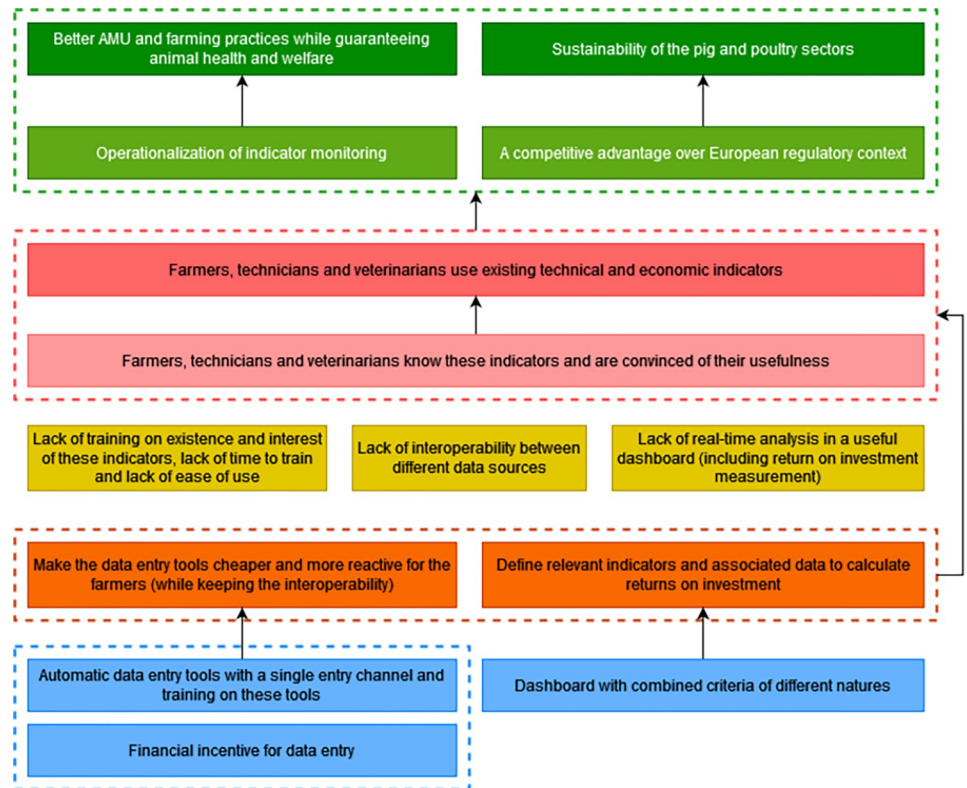 Better AMU and farming practices while guaranteeing
animal health and welfare
Sustainability of the pig and poultry sectors
Operationalization of indicator monitoring
A competitive advantage over European regulatory context
Farmers, technicians and veterinarians use existing technical and economic indicators
Farmers, technicians and veterinarians know these indicators and are convinced of their usefulness
Lack of training on existence and interest
of these indicators, lack of time to train
and lack of ease of use
Lack of interoperability between
different data sources
Lack of real-time analysis in a useful
dashboard (including return on investment
measurement)
Make the data entry tools cheaper and more reactive for the
farmers (while keeping the interoperability)
Define relevant indicators and associated data to calculate
returns on investment
Automatic data entry tools with a single entry channel and
training on these tools
Dashboard with combined criteria of different natures
Financial incentive for data entry